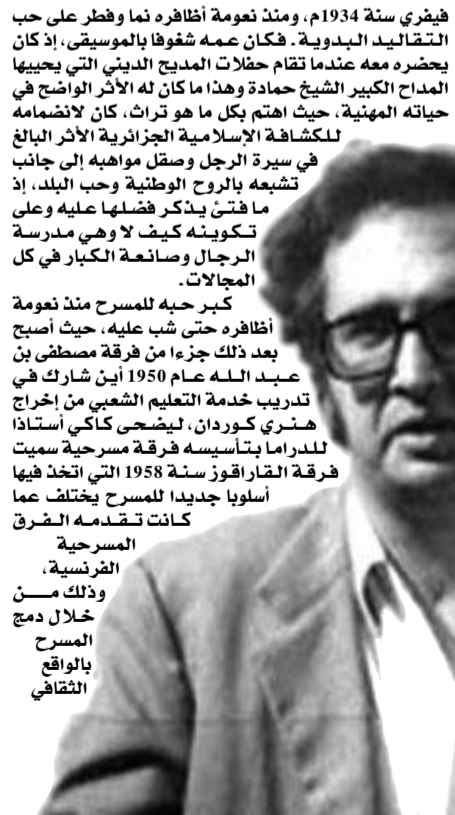 فيفري سنة 1934م، ومنذ نعومة أظافره نما وفطر على حب
التقاليد البدوية. فكان عمه شغوفا بالموسيقى، إذ كان
يحضره معه عندما تقام حفلات المديح الديني التي يحييها
المداح الكبير الشيخ حمادة وهذا ما كان له الأثر الواضح في
حياته المهنية، حيث اهتم بكل ما هو تراث، كان لانضمامه
للكشافة الإسلامية الجزائرية الأثر البالغ
في سيرة الرجل وصقل مواهبه إلى جانب
تشبعه بالروح الوطنية وحب البلد، إذ
ما فتئ يذكر فضلها عليه وعلى
تكوينه كيف لا وهي مدرسة
الرجال وصانعة الكبار في كل
المجالات.
كبر حبه للمسرح منذ نعومة
أظافره حتى شب عليه، حيث أصبح
بعد ذلك جزءا من فرقة مصطفى بن
عبد الله عام 1950 أين شارك في
تدريب خدمة التعليم الشعبي من إخراج
هنري كوردان، ليضحى كاكي أستاذا
للدراما بتأسيسه فرقة مسرحية سميت
فرقة القاراقوز سنة 1958 التي اتخذ فيها
أسلوبا جديدا للمسرح يختلف عما
كانت تقدمه الفرق
المسرحية
الفرنسية،
وذلك من
خلال دمج
المسرح
بالواقع
الثقافي